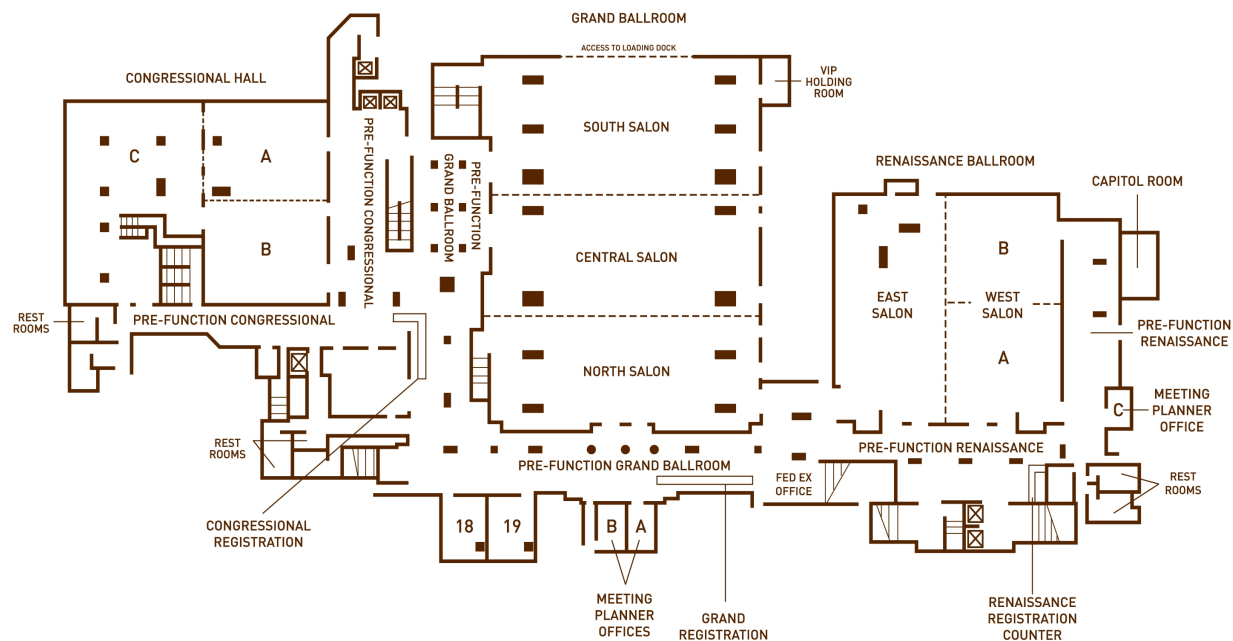 GRAND BALLROOM
ACCESS TO LOADING DOCK
CONGRESSIONAL HALL
VIP
HOLDING
ROOM
SOUTH SALON
C
A
B
PRE-FUNCTION CONGRESSIONAL
PRE-FUNCTION
GRAND BALLROOM
RENAISSANCE BALLROOM
CAPITOL ROOM
CENTRAL SALON
B
EAST
SALON
WEST
SALON
A
REST
ROOMS
PRE-FUNCTION CONGRESSIONAL
PRE-FUNCTION
RENAISSANCE
NORTH SALON
C
MEETING
PLANNER
OFFICE
REST
ROOMS
PRE-FUNCTION RENAISSANCE
PRE-FUNCTION GRAND BALLROOM
FED EX
OFFICE
REST
ROOMS
CONGRESSIONAL
REGISTRATION
18
19
B
A
MEETING
PLANNER
OFFICES
GRAND
REGISTRATION
RENAISSANCE
REGISTRATION
COUNTER